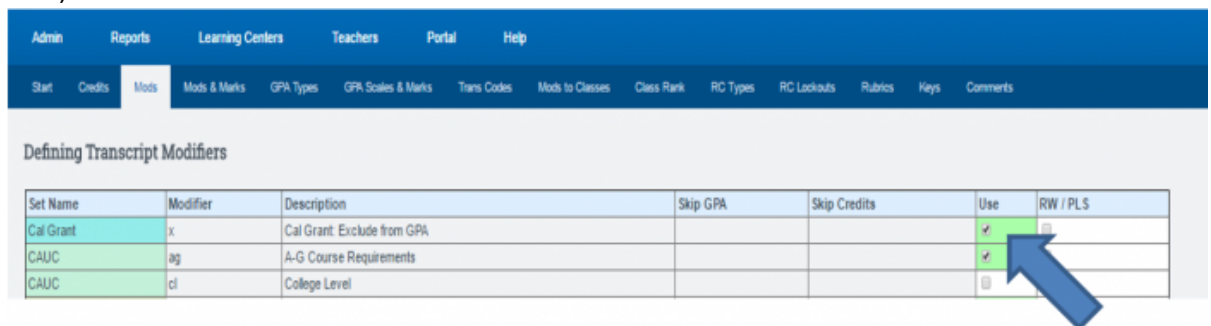 Admin Reports Learning Centers Teachers Portal Help
Start Credits Mods Mods & Marks GPA Types GPA Scales & Marks Trans Codes Mods to Classes Class Rank RC Types RC Lockouts Rubrics Keys Comments
Defining Transcript Modifiers
Set Name Modifier Description Skip GPA Skip Credits Use RW / PLS
Cal Grant x Cal Grant: Exclude from GPA
CAUC ag A-G Course Requirements
CAUC cl College Level